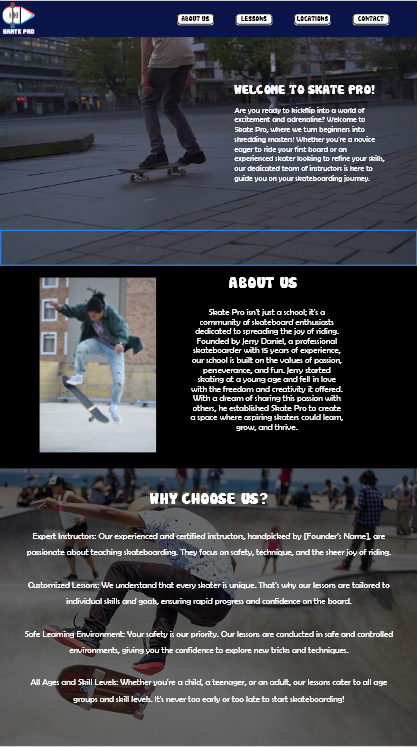 SKATE PRO
ABOUT US
LESSONS
LOCATIONS
CONTACT
WELCOME TO SKATE PRO!
Are you ready to kickflip into a world of
excitement and adrenaline? Welcome to
Skate Pro, where we turn beginners into
shredding masters! Whether you're a novice
eager to ride your first board or an
experienced skater looking to refine your skills,
our dedicated team of instructors is here to
guide you on your skateboarding journey.
ABOUT US
Skate Pro isn't just a school; it's a
community of skateboard enthusiasts
dedicated to spreading the joy of riding.
Founded by Jerry Daniel, a professional
skateboarder with 15 years of experience,
our school is built on the values of passion,
perseverance, and fun. Jerry started
skating at a young age and fell in love
with the freedom and creativity it offered.
With a dream of sharing this passion with
others, he established Skate Pro to create
a space where aspiring skaters could learn,
grow, and thrive.
WHY CHOOSE US?
Expert Instructors: Our experienced and certified instructors, handpicked by [Founder's Name], are
passionate about teaching skateboarding. They focus on safety, technique, and the sheer joy of riding.
Customized Lessons: We understand that every skater is unique. That's why our lessons are tailored to
individual skills and goals, ensuring rapid progress and confidence on the board.
Safe Learning Environment: Your safety is our priority. Our lessons are conducted in safe and controlled
environments, giving you the confidence to explore new tricks and techniques.
All Ages and Skill Levels: Whether you're a child, a teenager, or an adult, our lessons cater to all age
groups and skill levels. It's never too early or too late to start skateboarding!